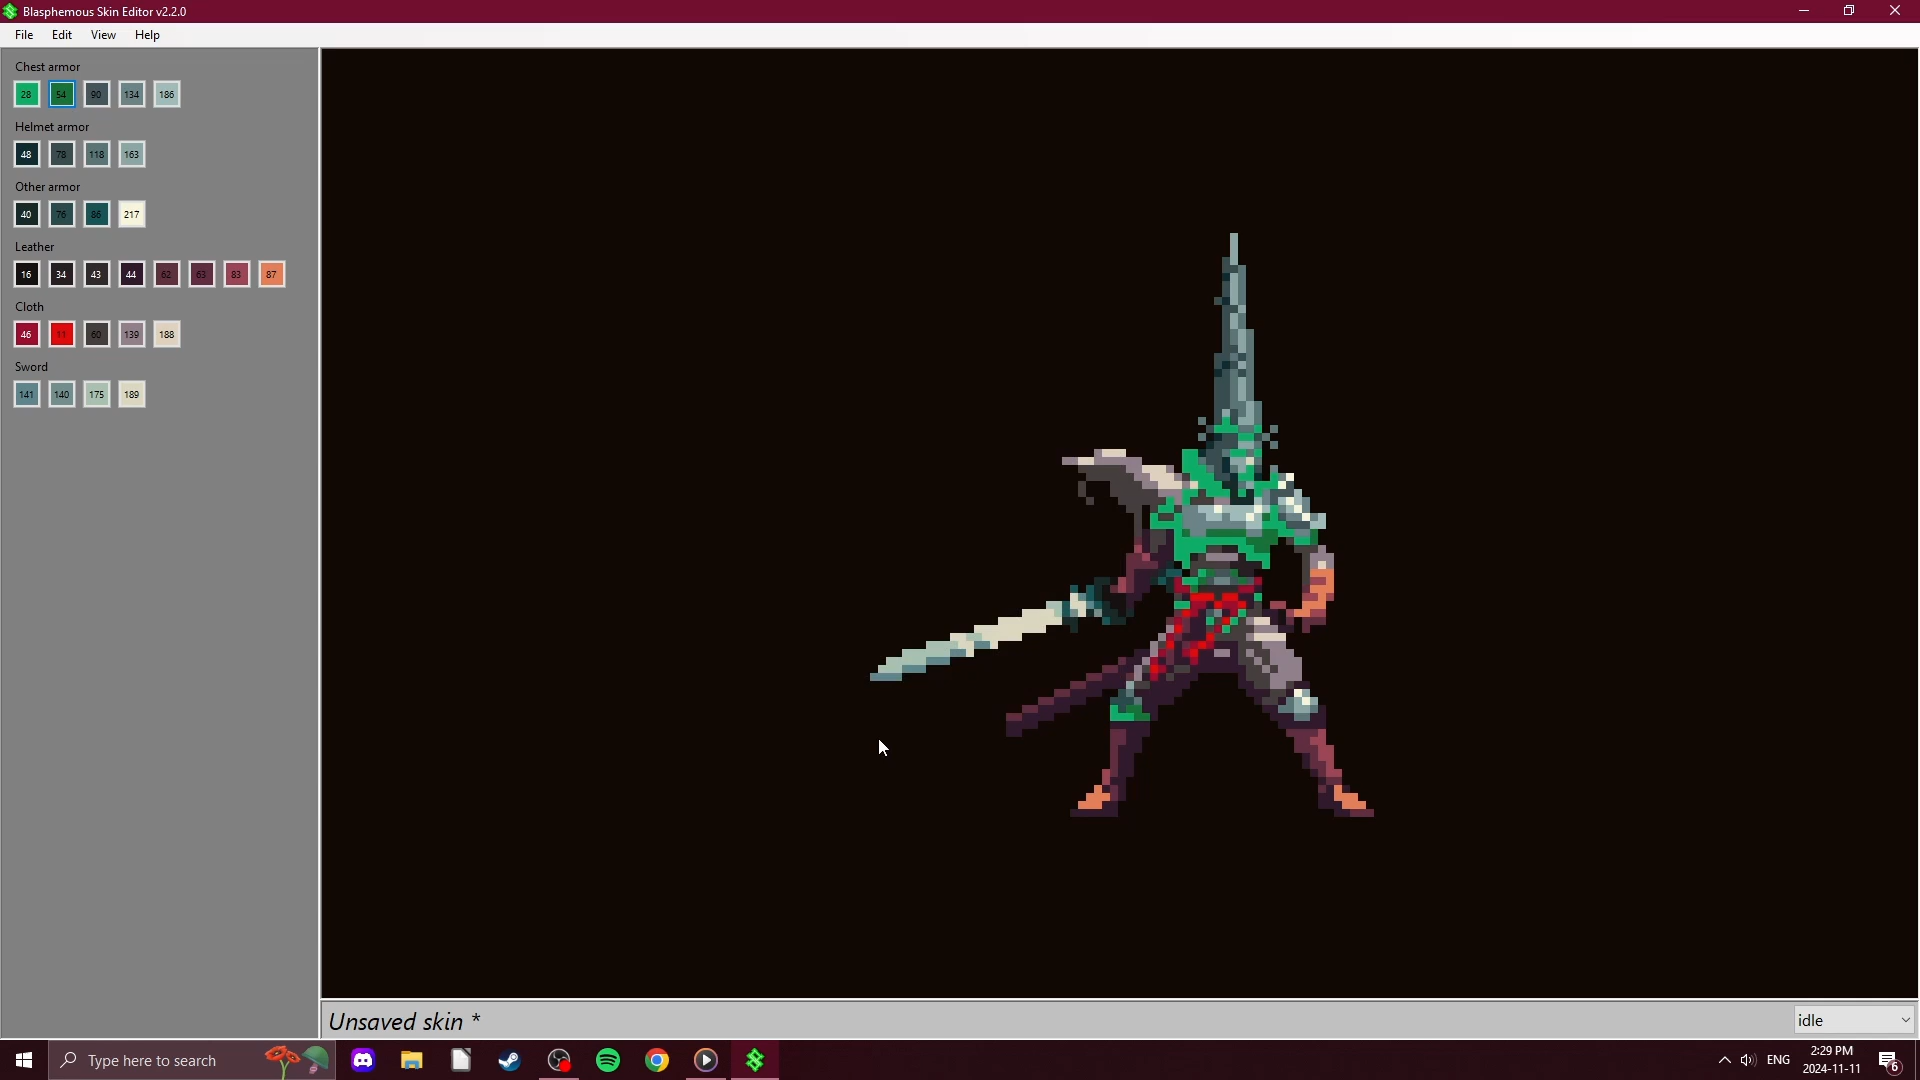 Blasphemous Skin Editor v2.2.0
File Edit View Help
Chest armor
28 54 90 134 186
Helmet armor
48 78 118 163
Other armor
40 76 86 217
Leather
16 34 43 44 62 63 83 87
Cloth
46 11 60 139 188
Sword
141 140 175 189
Unsaved skin *
idle
Type here to search
ENG
2:29 PM
2024-11-11
6